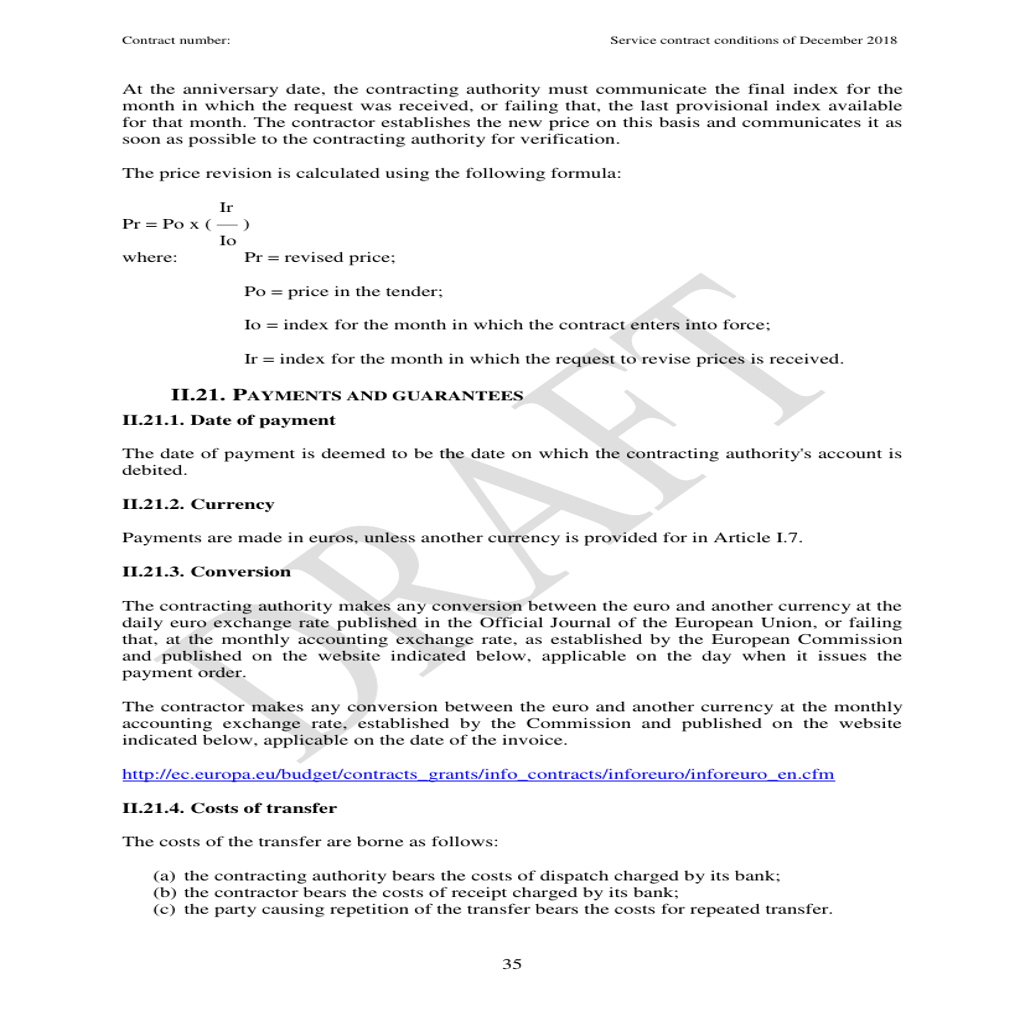 Contract number: Service contract conditions of December 2018
At the anniversary date, the contracting authority must communicate the final index for the
month in which the request was received, or failing that, the last provisional index available
for that month. The contractor establishes the new price on this basis and communicates it as
soon as possible to the contracting authority for verification.
The price revision is calculated using the following formula:
Ir
Pr = Po x ( — )
Io
where: Pr = revised price;
Po = price in the tender;
Io = index for the month in which the contract enters into force;
Ir = index for the month in which the request to revise prices is received.
II.21. PAYMENTS AND GUARANTEES
II.21.1. Date of payment
The date of payment is deemed to be the date on which the contracting authority's account is
debited.
II.21.2. Currency
Payments are made in euros, unless another currency is provided for in Article I.7.
II.21.3. Conversion
The contracting authority makes any conversion between the euro and another currency at the
daily euro exchange rate published in the Official Journal of the European Union, or failing
that, at the monthly accounting exchange rate, as established by the European Commission
and published on the website indicated below, applicable on the day when it issues the
payment order.
The contractor makes any conversion between the euro and another currency at the monthly
accounting exchange rate, established by the Commission and published on the website
indicated below, applicable on the date of the invoice.
http://ec.europa.eu/budget/contracts_grants/info_contracts/inforeuro/inforeuro_en.cfm
II.21.4. Costs of transfer
The costs of the transfer are borne as follows:
(a) the contracting authority bears the costs of dispatch charged by its bank;
(b) the contractor bears the costs of receipt charged by its bank;
(c) the party causing repetition of the transfer bears the costs for repeated transfer.
35
DRAFT